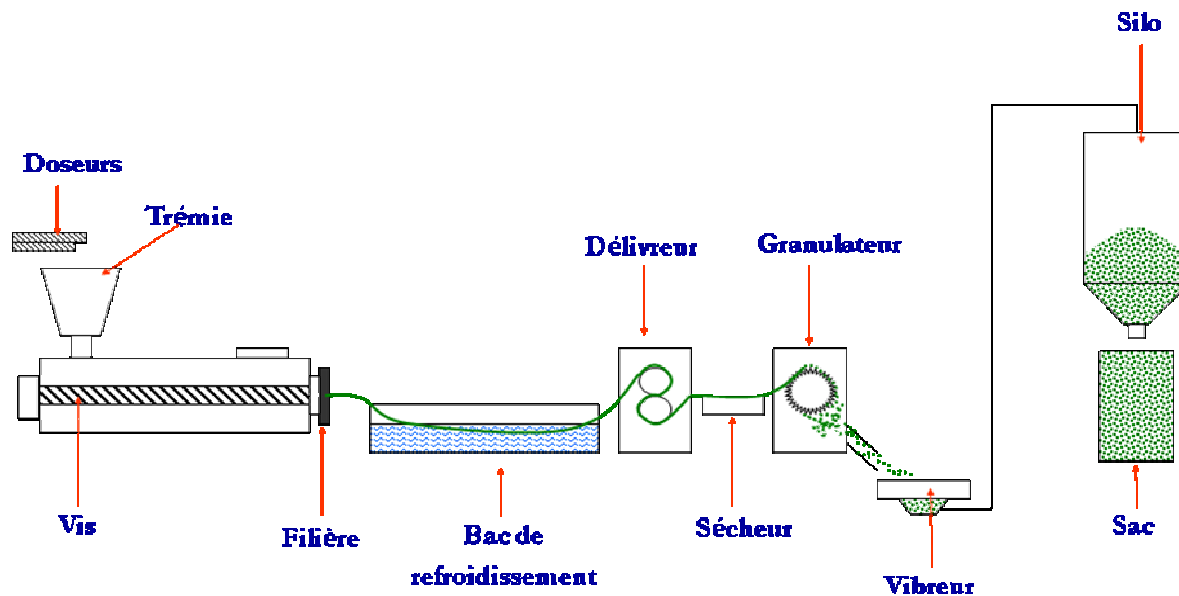 Silo
Doseurs
Trémie
Délivreur
Granulateur
Vis
Filière
Bac de
refroidissement
Sécheur
Vibreur
Sac